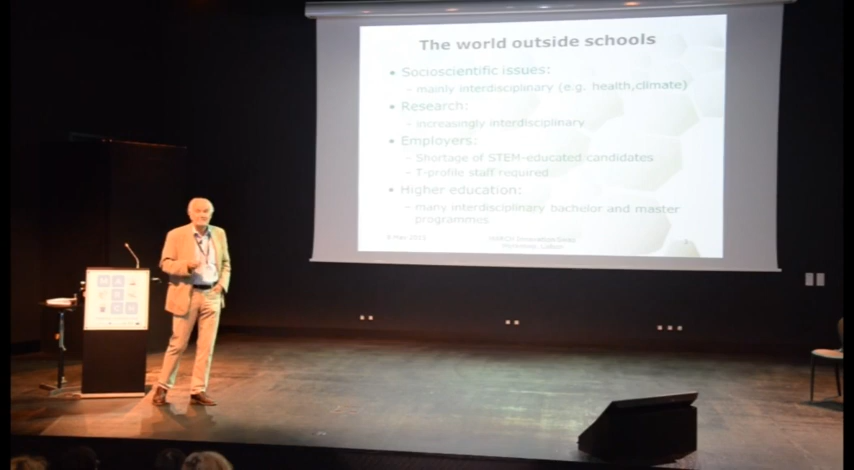 The world outside schools
• Socioscientific issues:
– mainly interdisciplinary (e.g. health,climate)
• Research:
– increasingly interdisciplinary
• Employers:
– Shortage of STEM-educated candidates
– T-profile staff required
• Higher education:
– many interdisciplinary bachelor and master
programmes